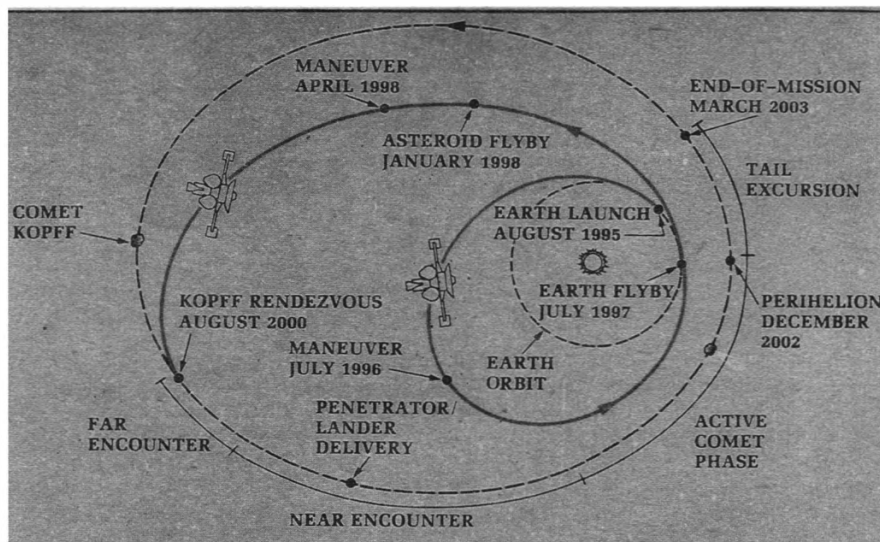 MANEUVER
APRIL 1998
END-OF-MISSION
MARCH 2003
ASTEROID FLYBY
JANUARY 1998
TAIL
EXCURSION
COMET
KOPFF
EARTH LAUNCH
AUGUST 1995
EARTH FLYBY
JULY 1997
KOPFF RENDEZVOUS
AUGUST 2000
PERIHELION
DECEMBER
2002
MANEUVER
JULY 1996
EARTH
ORBIT
PENETRATOR/
LANDER
DELIVERY
FAR
ENCOUNTER
ACTIVE
COMET
PHASE
NEAR ENCOUNTER